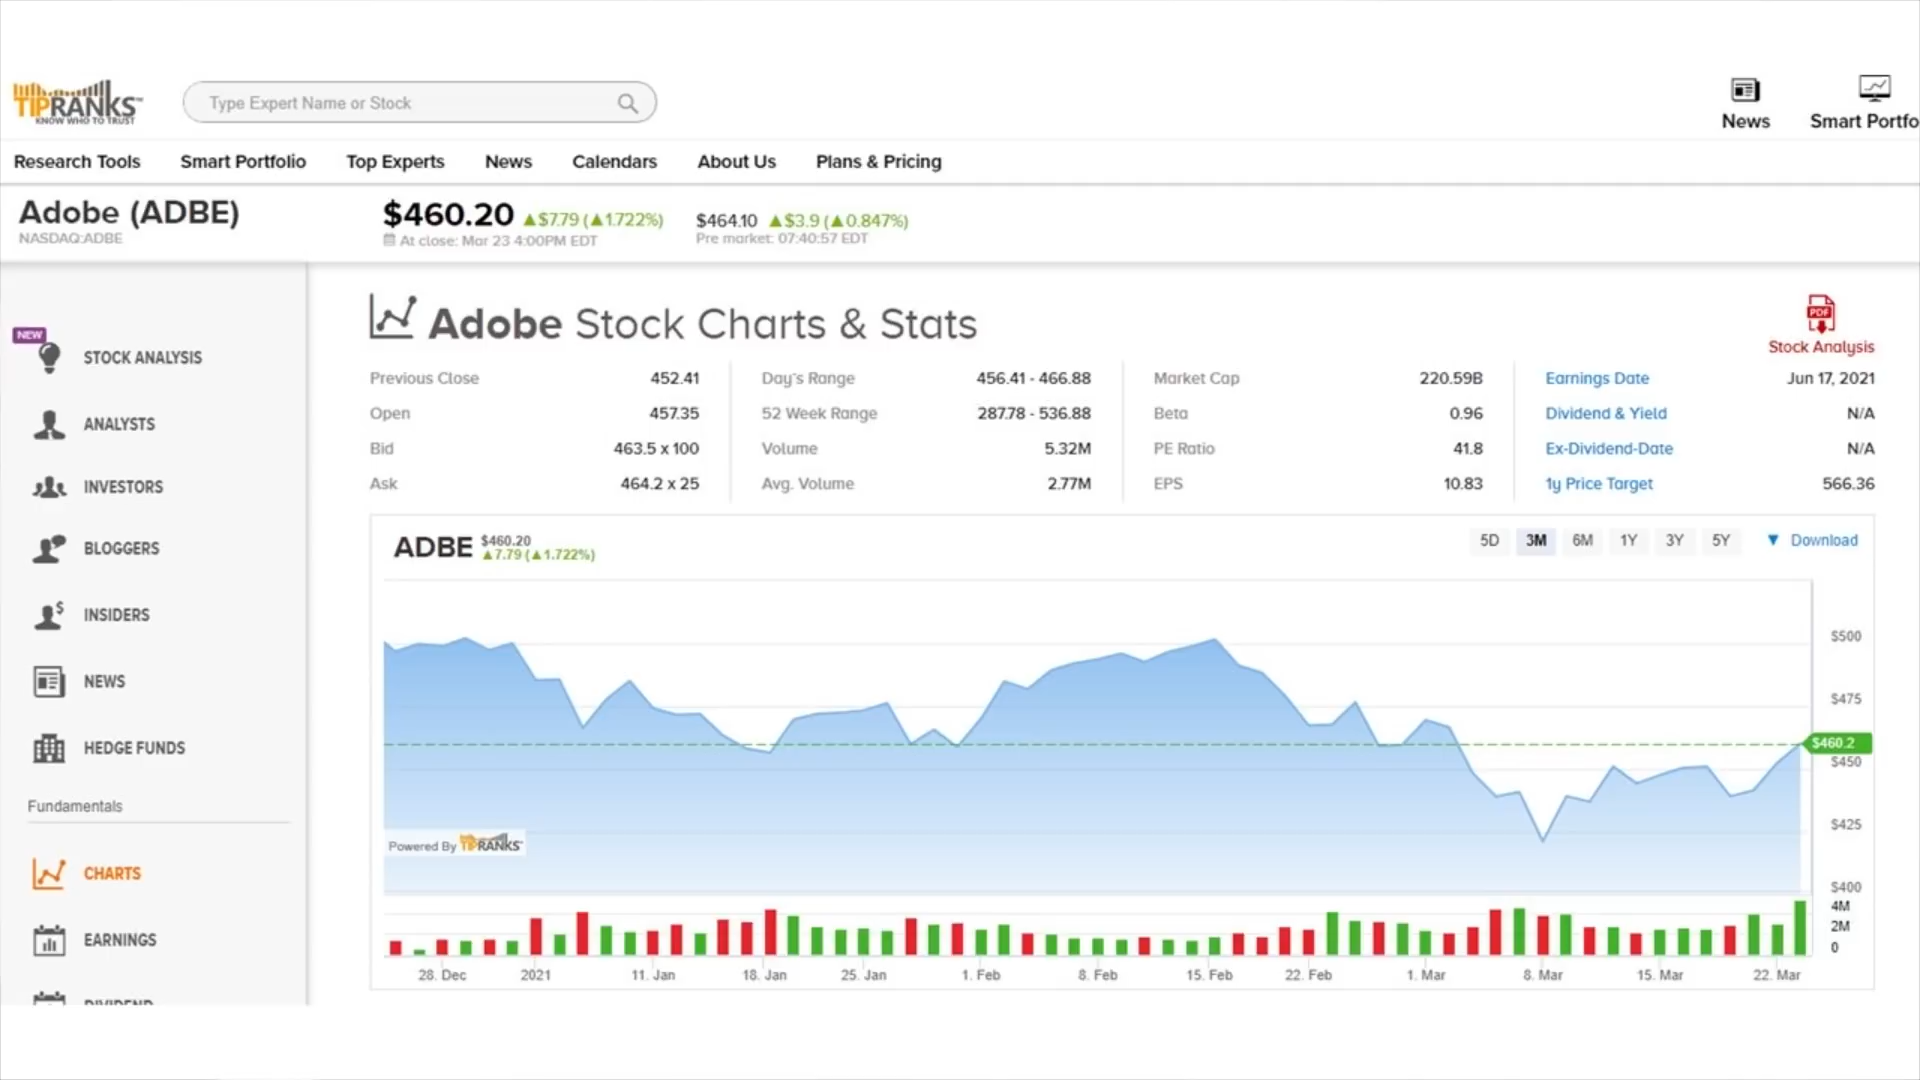 TIPRANKS™
KNOW WHO TO TRUST
Type Expert Name or Stock
News
Smart Portfo
Research Tools Smart Portfolio Top Experts News Calendars About Us Plans & Pricing
Adobe (ADBE)
NASDAQ:ADBE
$460.20 ▲$7.79 (▲1.722%)
At close: Mar 23 4:00PM EDT
$464.10 ▲$3.9 (▲0.847%)
Pre market: 07:40:57 EDT
NEW
STOCK ANALYSIS
ANALYSTS
INVESTORS
BLOGGERS
INSIDERS
NEWS
HEDGE FUNDS
Fundamentals
CHARTS
EARNINGS
DIVIDEND
Adobe Stock Charts & Stats
PDF
Stock Analysis
Previous Close 452.41 Day's Range 456.41 - 466.88 Market Cap 220.59B Earnings Date Jun 17, 2021
Open 457.35 52 Week Range 287.78 - 536.88 Beta 0.96 Dividend & Yield N/A
Bid 463.5 x 100 Volume 5.32M PE Ratio 41.8 Ex-Dividend-Date N/A
Ask 464.2 x 25 Avg. Volume 2.77M EPS 10.83 1y Price Target 566.36
ADBE $460.20
▲7.79 (▲1.722%)
5D 3M 6M 1Y 3Y 5Y ▼ Download
$500
$475
$460.2
$450
$425
$400
Powered By TIPRANKS™
4M
2M
0
28. Dec 2021 11. Jan 18. Jan 25. Jan 1. Feb 8. Feb 15. Feb 22. Feb 1. Mar 8. Mar 15. Mar 22. Mar